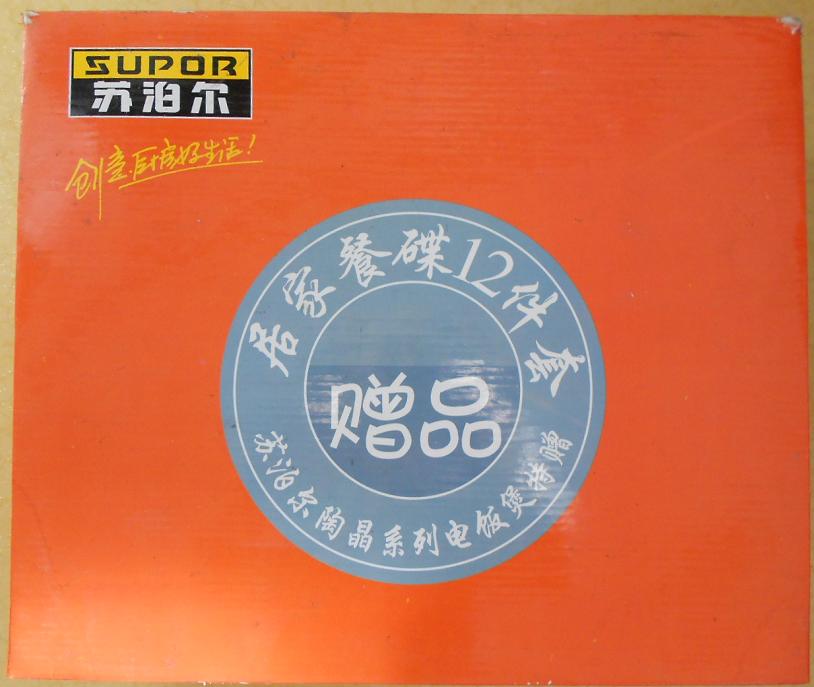 SUPOR
苏泊尔
创意厨房好生活!
居家餐碟12件套
赠品
苏泊尔陶晶系列电饭煲特赠